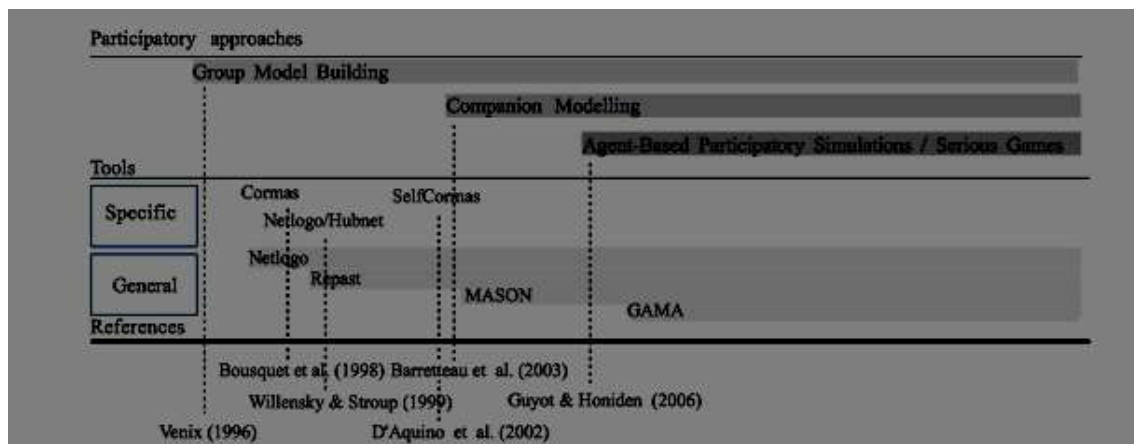 Participatory approaches
Group Model Building
Companion Modelling
Agent-Based Participatory Simulations / Serious Games
Tools
Specific
Cormas
SelfCormas
Netlogo/Hubnet
General
Netlogo
Repast
MASON
GAMA
References
Bousquet et al. (1998) Barretteau et al. (2003)
Willensky & Stroup (1999)
Guyot & Honiden (2006)
Venix (1996)
D'Aquino et al. (2002)